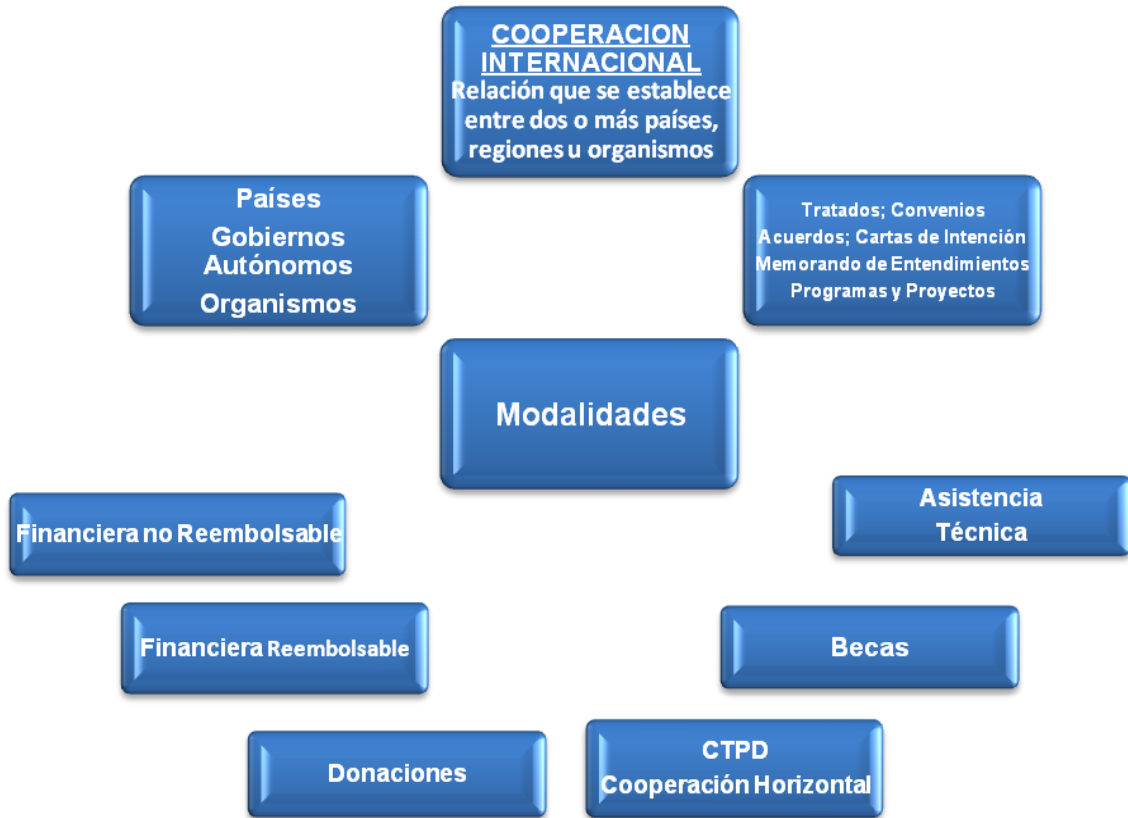 COOPERACION
INTERNACIONAL
Relación que se establece
entre dos o más países,
regiones u organismos
Países
Gobiernos
Autónomos
Organismos
Tratados; Convenios
Acuerdos; Cartas de Intención
Memorando de Entendimientos
Programas y Proyectos
Modalidades
Financiera no Reembolsable
Asistencia
Técnica
Financiera Reembolsable
Becas
Donaciones
CTPD
Cooperación Horizontal